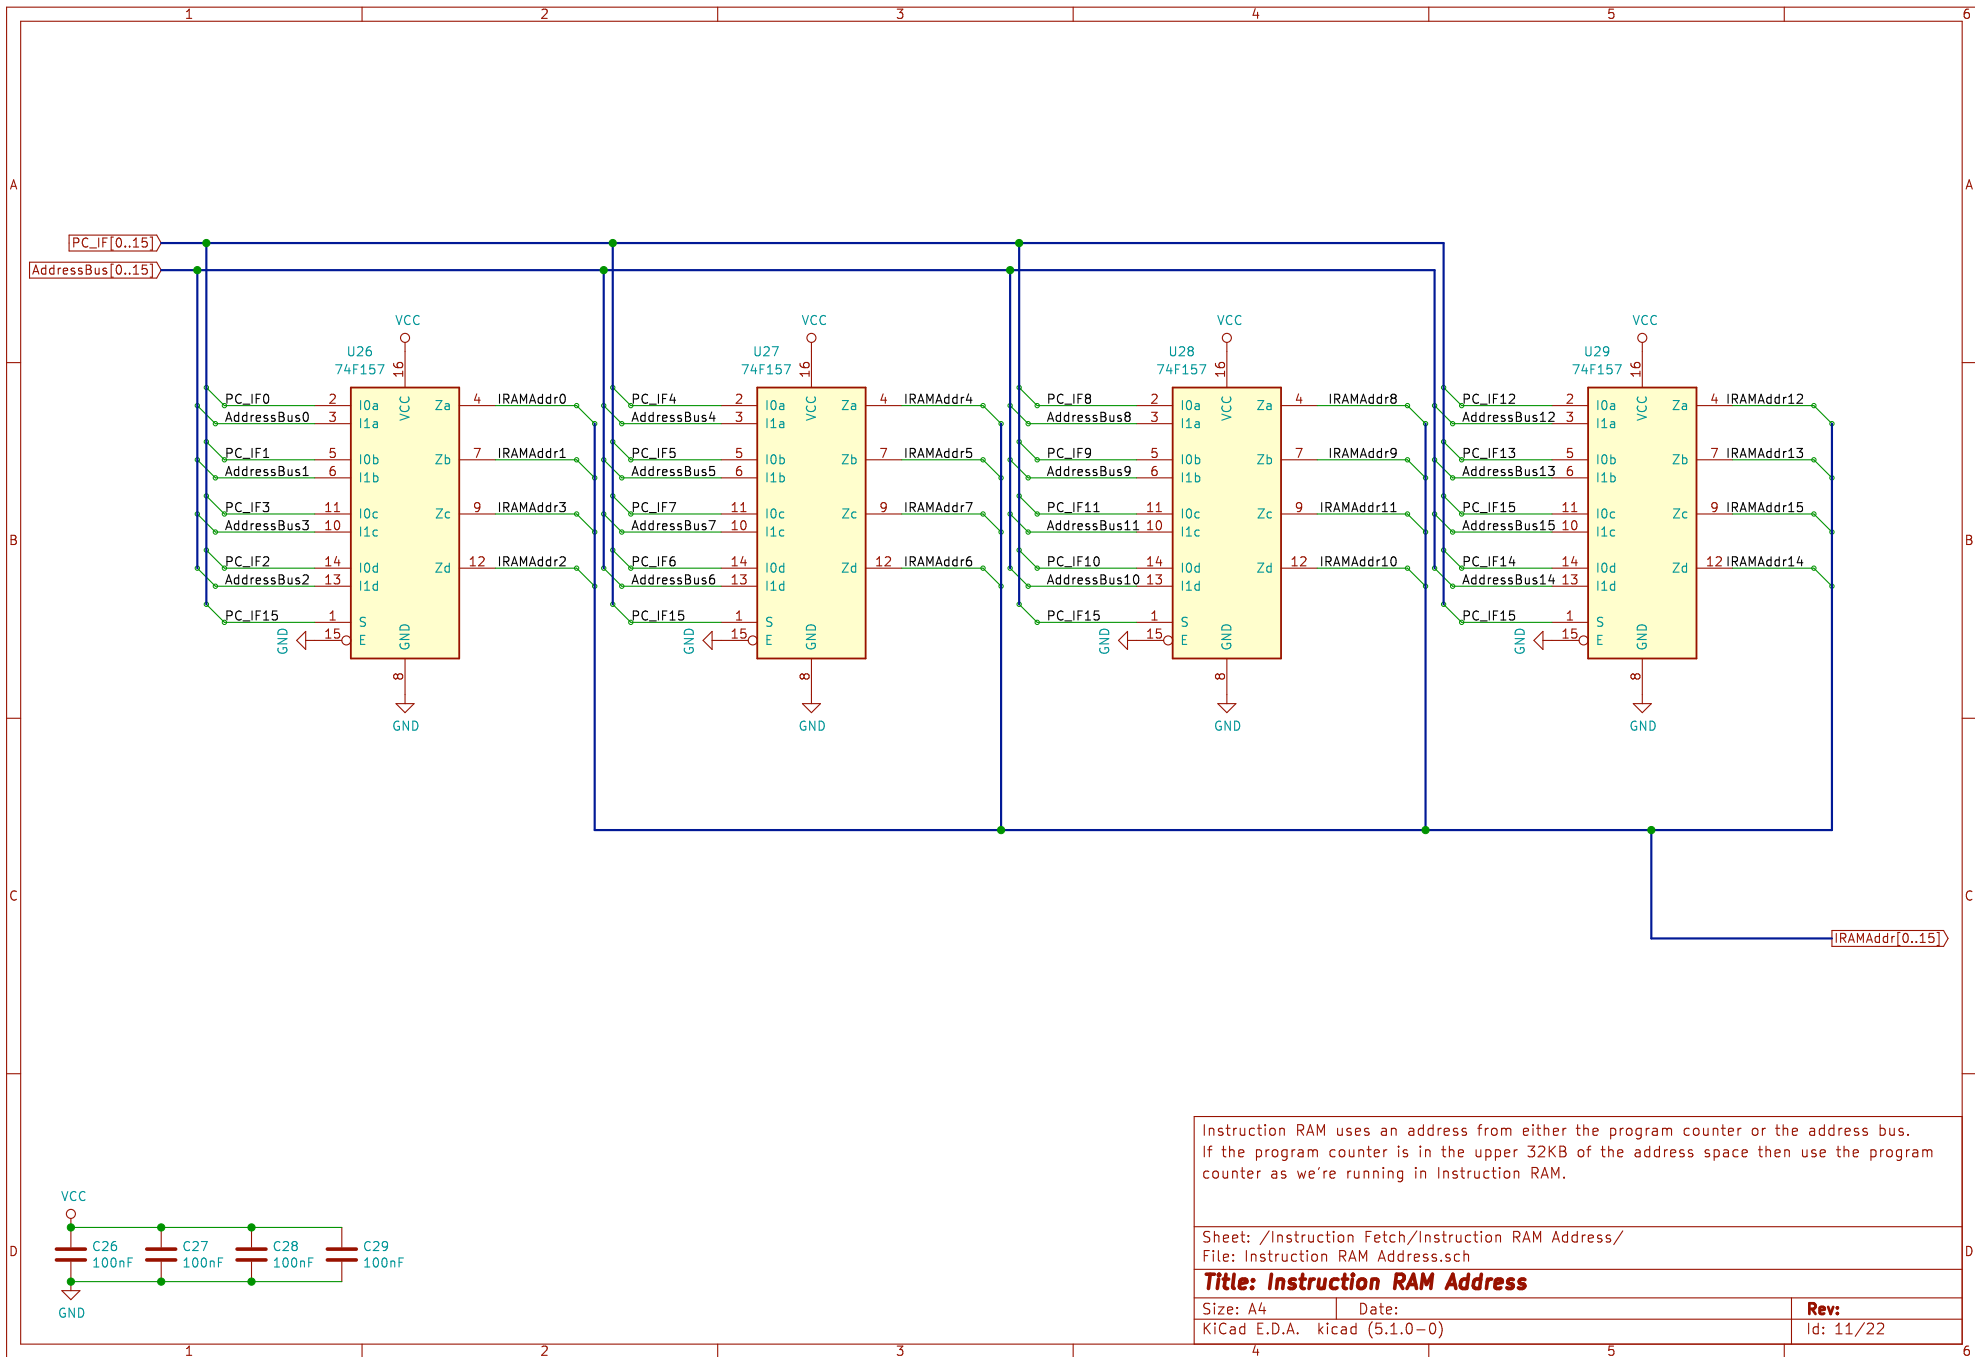 1 2 3 4 5 6
A A
PC_IF[0..15]
AddressBus[0..15]
VCC VCC VCC VCC
U26 U27 U28 U29
74F157 74F157 74F157 74F157
16 16 16 16
PC_IF0 2 I0a VCC Za 4 IRAMAddr0 PC_IF4 2 I0a VCC Za 4 IRAMAddr4 PC_IF8 2 I0a VCC Za 4 IRAMAddr8 PC_IF12 2 I0a VCC Za 4 IRAMAddr12
AddressBus0 3 I1a AddressBus4 3 I1a AddressBus8 3 I1a AddressBus12 3 I1a
PC_IF1 5 I0b Zb 7 IRAMAddr1 PC_IF5 5 I0b Zb 7 IRAMAddr5 PC_IF9 5 I0b Zb 7 IRAMAddr9 PC_IF13 5 I0b Zb 7 IRAMAddr13
AddressBus1 6 I1b AddressBus5 6 I1b AddressBus9 6 I1b AddressBus13 6 I1b
PC_IF3 11 I0c Zc 9 IRAMAddr3 PC_IF7 11 I0c Zc 9 IRAMAddr7 PC_IF11 11 I0c Zc 9 IRAMAddr11 PC_IF15 11 I0c Zc 9 IRAMAddr15
AddressBus3 10 I1c AddressBus7 10 I1c AddressBus11 10 I1c AddressBus15 10 I1c
B B
PC_IF2 14 I0d Zd 12 IRAMAddr2 PC_IF6 14 I0d Zd 12 IRAMAddr6 PC_IF10 14 I0d Zd 12 IRAMAddr10 PC_IF14 14 I0d Zd 12 IRAMAddr14
AddressBus2 13 I1d AddressBus6 13 I1d AddressBus10 13 I1d AddressBus14 13 I1d
PC_IF15 1 S PC_IF15 1 S PC_IF15 1 S PC_IF15 1 S
GND 15 E GND GND 15 E GND GND 15 E GND GND 15 E GND
8 8 8 8
GND GND GND GND
C C
IRAMAddr[0..15]
Instruction RAM uses an address from either the program counter or the address bus.
If the program counter is in the upper 32KB of the address space then use the program
counter as we're running in Instruction RAM.
VCC
C26 C27 C28 C29
100nF 100nF 100nF 100nF
GND
D D
Sheet: /Instruction Fetch/Instruction RAM Address/
File: Instruction RAM Address.sch
Title: Instruction RAM Address
Size: A4 Date: Rev:
KiCad E.D.A. kicad (5.1.0-0) Id: 11/22
1 2 3 4 5 6